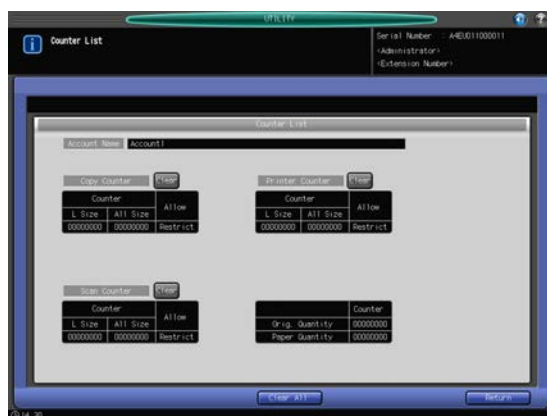 UTILITY
Counter List
Serial Number : A4EU011000011
<Administrator>
<Extension Number>
Counter List
Account Name Account1
Copy Counter Clear
Counter Allow
L Size All Size
00000000 00000000 Restrict
Printer Counter Clear
Counter Allow
L Size All Size
00000000 00000000 Restrict
Scan Counter Clear
Counter Allow
L Size All Size
00000000 00000000 Restrict
Counter
Orig. Quantity 00000000
Paper Quantity 00000000
Clear All
Return
14:30